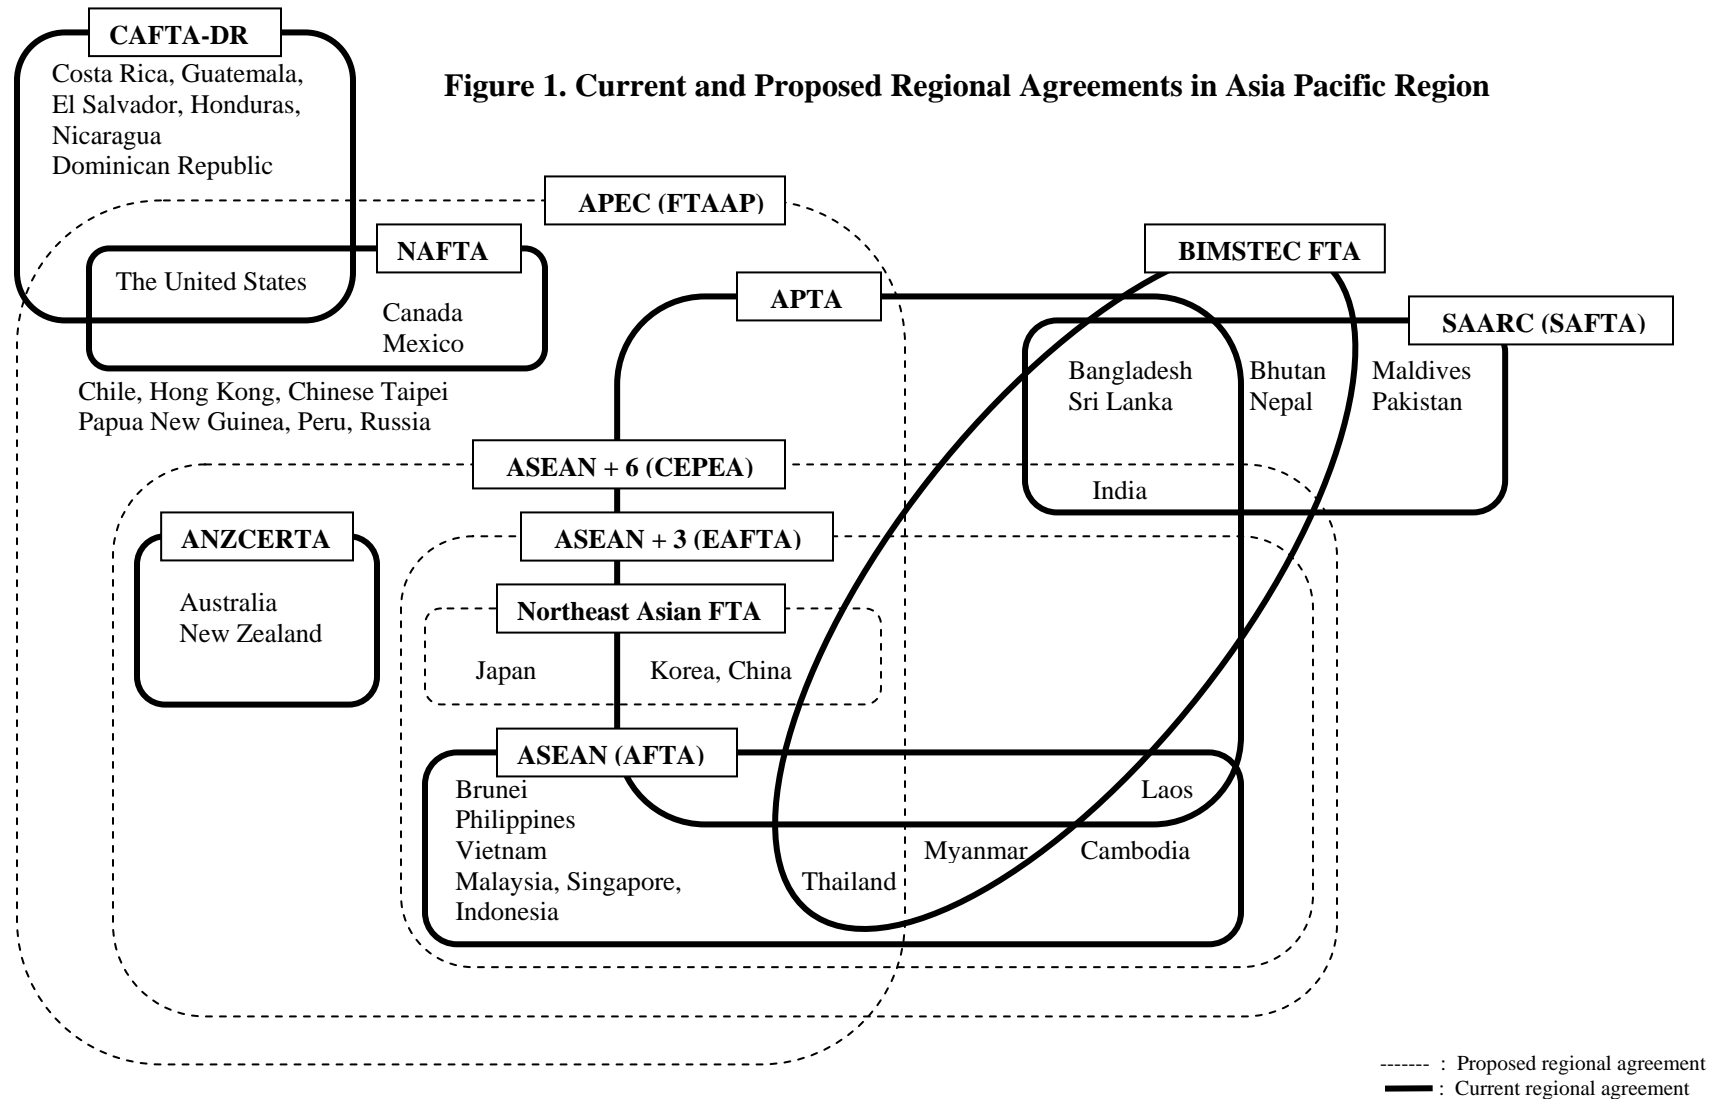 CAFTA-DR
Costa Rica, Guatemala,
El Salvador, Honduras,
Nicaragua
Dominican Republic
Figure 1. Current and Proposed Regional Agreements in Asia Pacific Region
APEC (FTAAP)
NAFTA
The United States
Canada
Mexico
BIMSTEC FTA
APTA
SAARC (SAFTA)
Bangladesh
Sri Lanka
Bhutan
Nepal
Maldives
Pakistan
India
Chile, Hong Kong, Chinese Taipei
Papua New Guinea, Peru, Russia
ASEAN + 6 (CEPEA)
ANZCERTA
Australia
New Zealand
ASEAN + 3 (EAFTA)
Northeast Asian FTA
Japan
Korea, China
ASEAN (AFTA)
Brunei
Philippines
Vietnam
Malaysia, Singapore,
Indonesia
Laos
Myanmar
Cambodia
Thailand
------- : Proposed regional agreement
: Current regional agreement